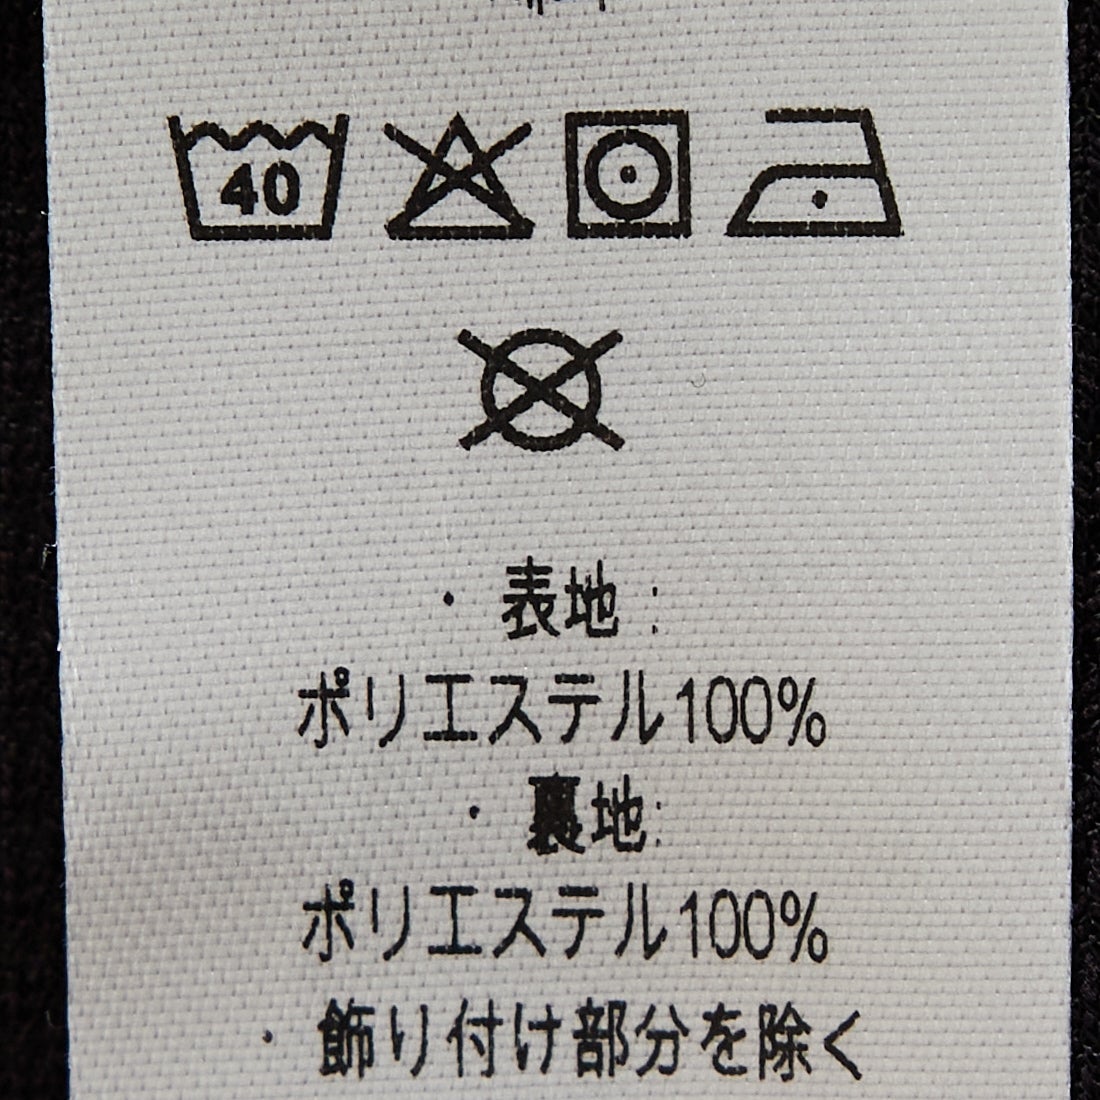 40
・ 表地 :
ポリエステル100%
・ 裏地:
ポリエステル100%
・ 飾り付け部分を除く